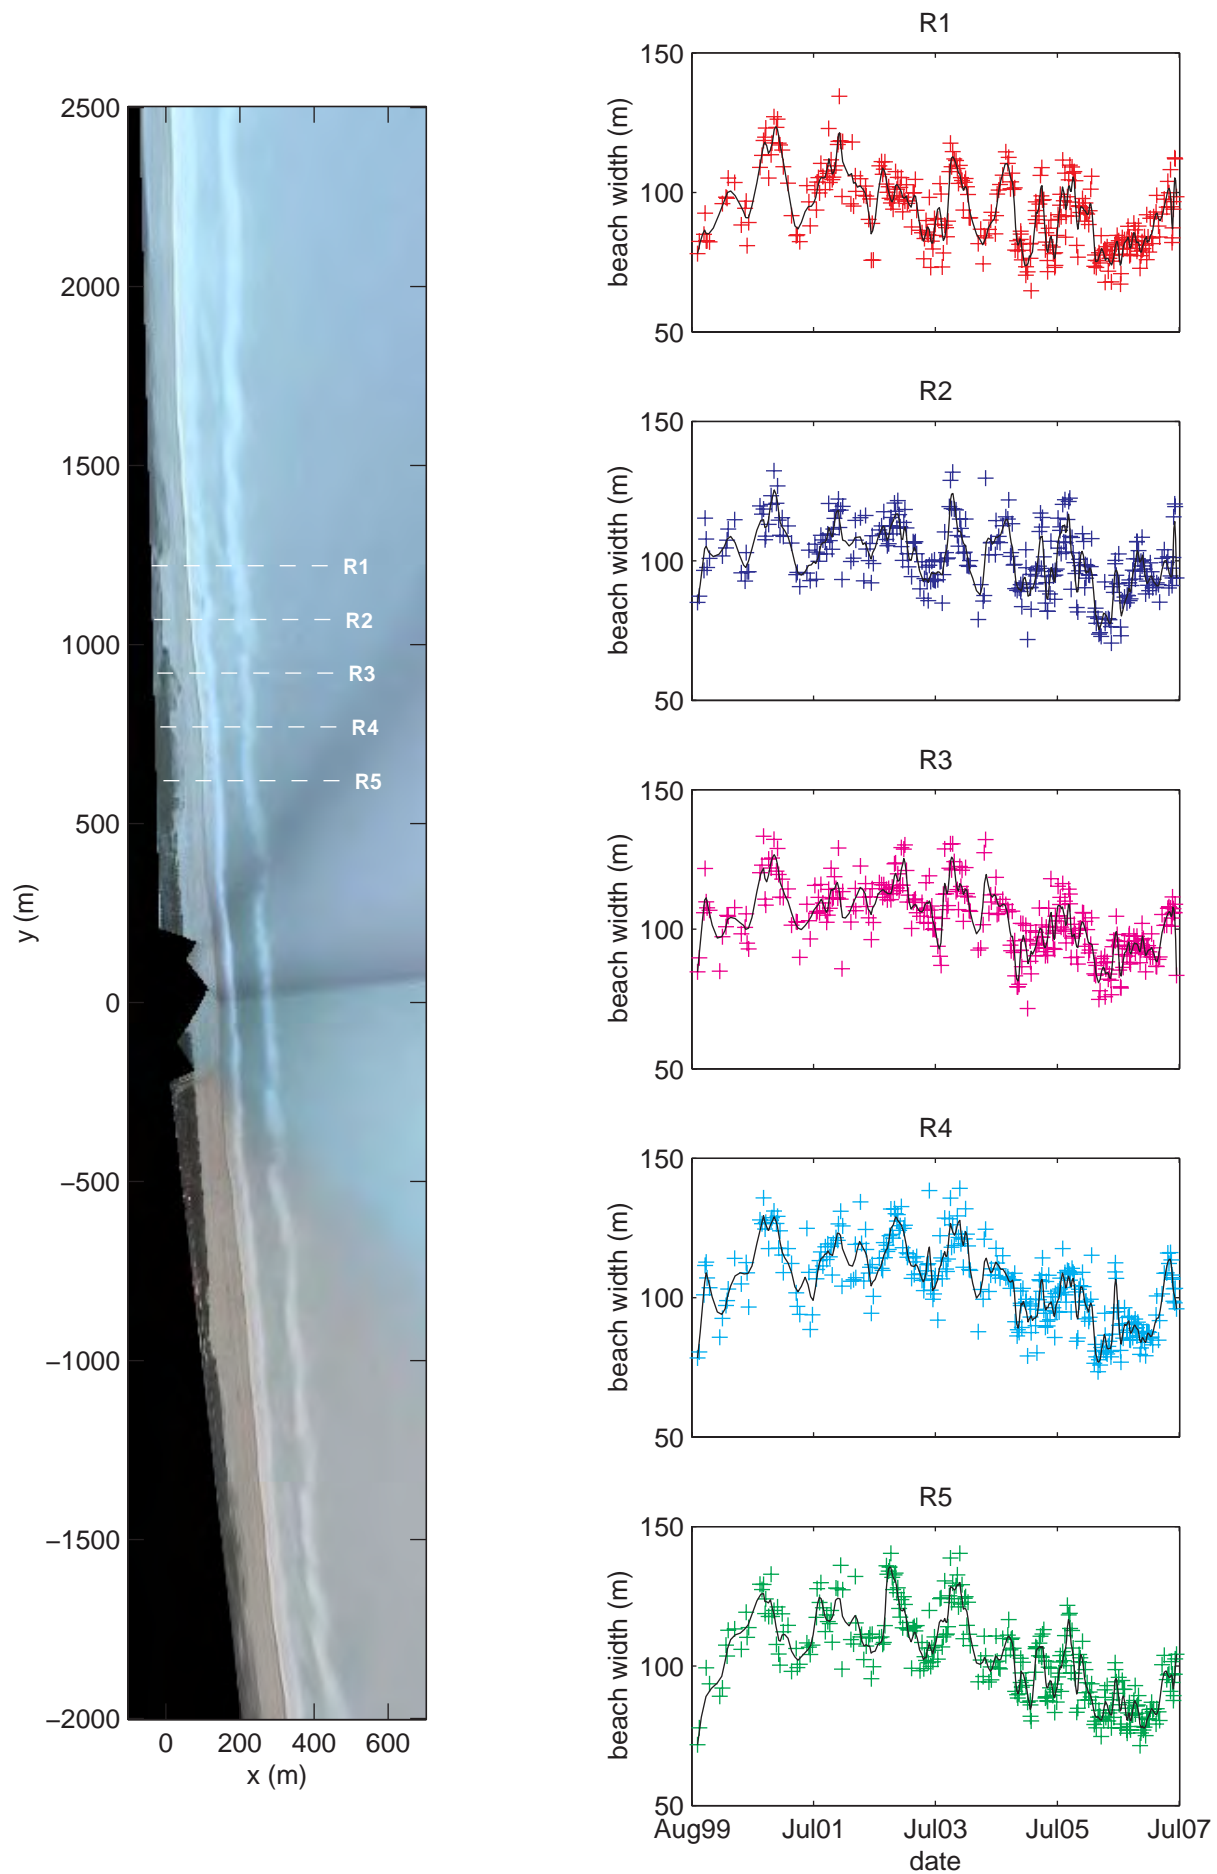 2500
2000
1500
1000
500
0
−500
−1000
−1500
−2000
y (m)
0 200 400 600
x (m)
R1
R2
R3
R4
R5
R1
150
100
50
beach width (m)
R2
150
100
50
beach width (m)
R3
150
100
50
beach width (m)
R4
150
100
50
beach width (m)
R5
150
100
50
beach width (m)
Aug99 Jul01 Jul03 Jul05 Jul07
date